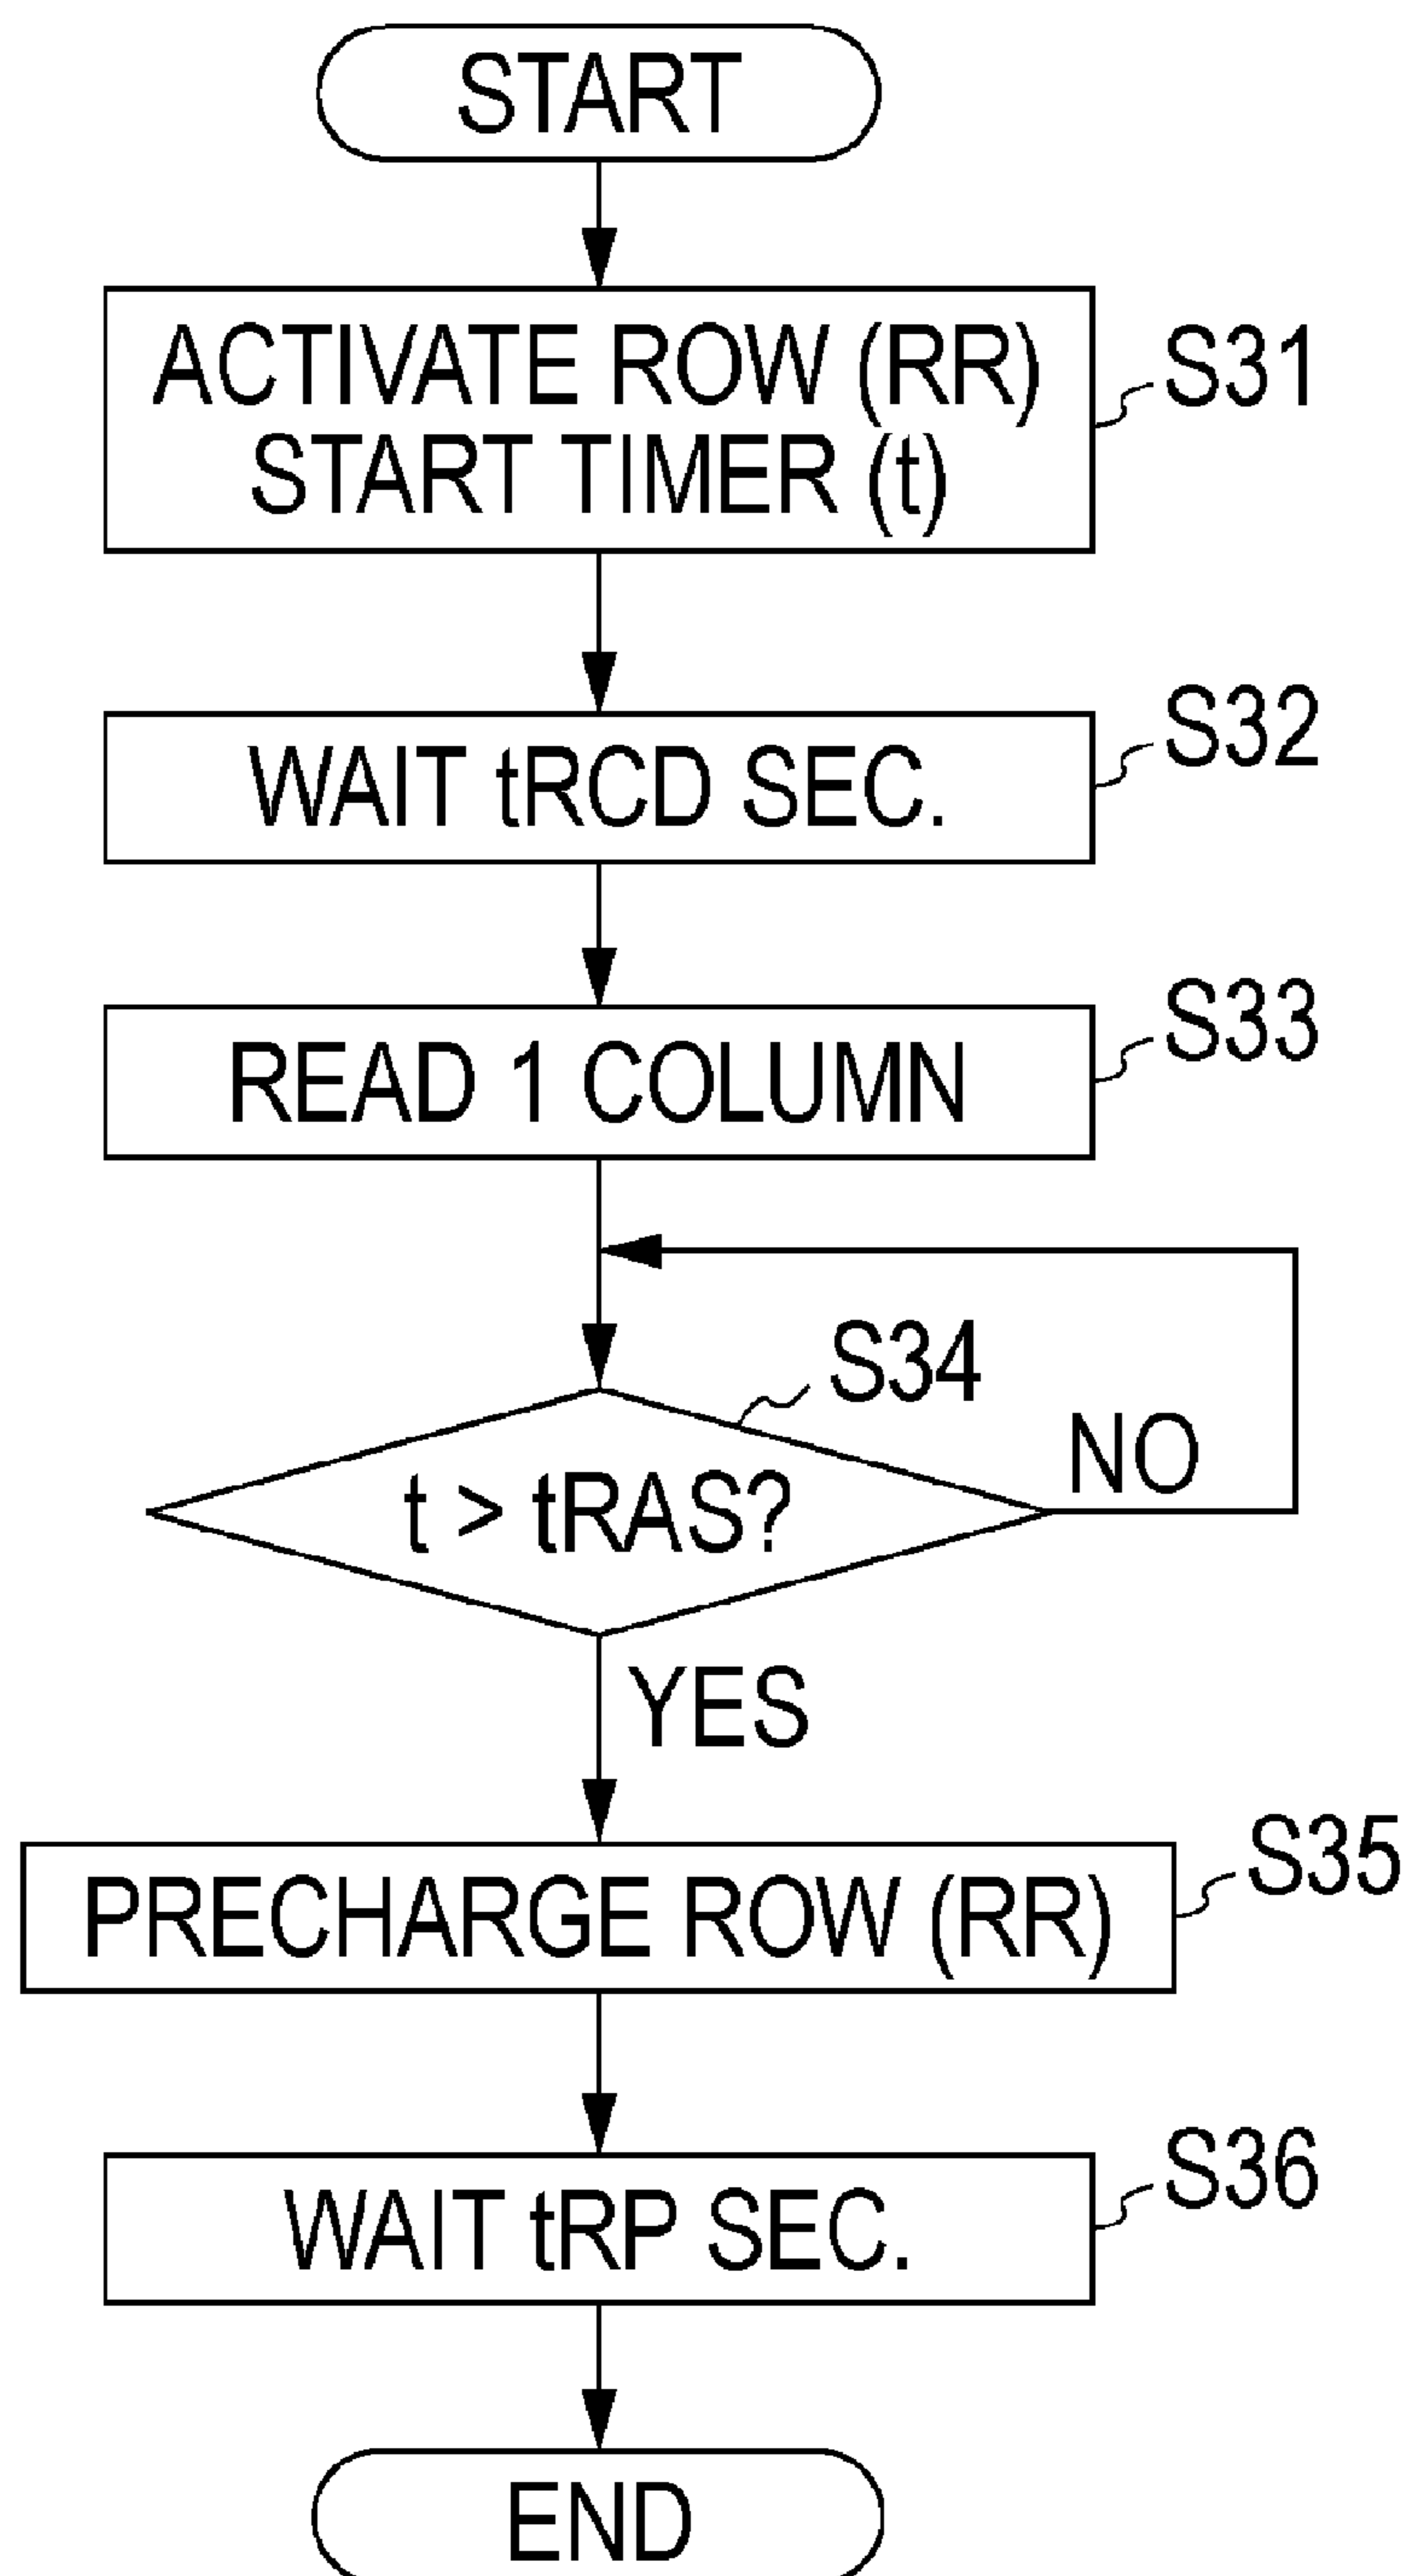 START
ACTIVATE ROW (RR)
START TIMER (t)
S31
WAIT tRCD SEC.
S32
READ 1 COLUMN
S33
S34
t > tRAS?
NO
YES
PRECHARGE ROW (RR)
S35
WAIT tRP SEC.
S36
END